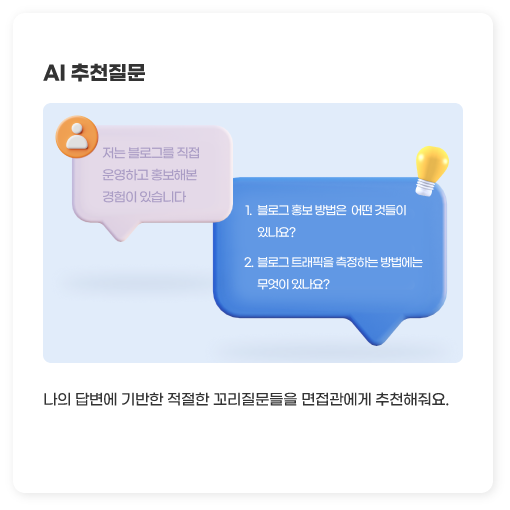 AI 추천질문
저는 블로그를 직접
운영하고 홍보해본
경험이 있습니다
1. 블로그 홍보 방법은 어떤 것들이
있나요?
2. 블로그 트래픽을 측정하는 방법에는
무엇이 있나요?
나의 답변에 기반한 적절한 꼬리질문들을 면접관에게 추천해줘요.